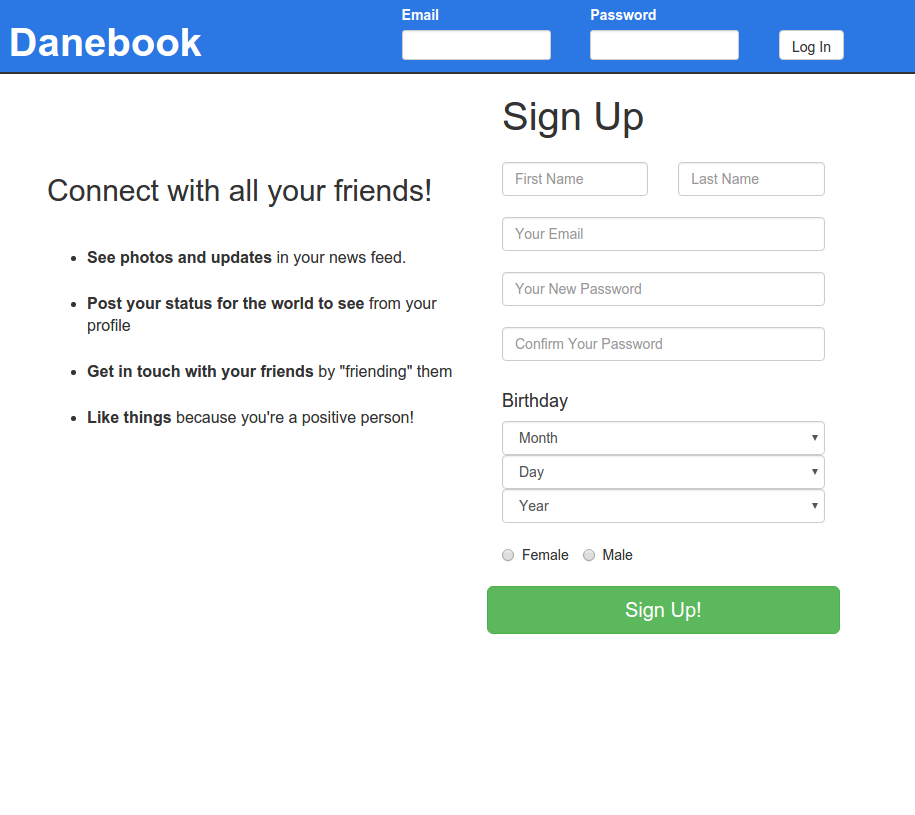 Email
Password
Danebook
Log In
Sign Up
First Name
Last Name
Connect with all your friends!
Your Email
See photos and updates in your news feed.
Your New Password
Post your status for the world to see from your
profile
Confirm Your Password
Get in touch with your friends by "friending" them
Birthday
Like things because you're a positive person!
Month
Day
Year
Female
Male
Sign Up!